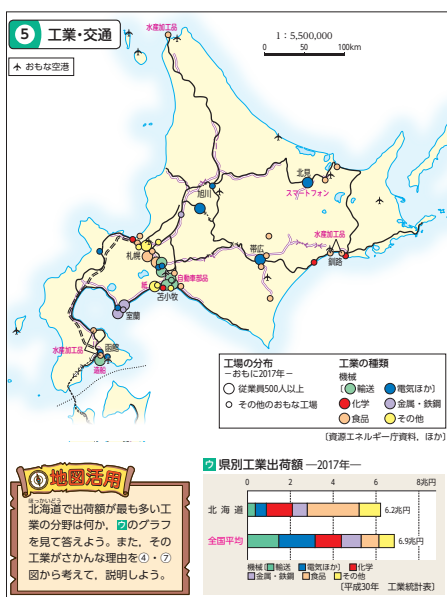 5 工業・交通
おもな空港
1:5,500,000
0 50 100km
水産加工品
北見
スマートフォン
旭川
水産加工品
帯広
釧路
札幌
自動車部品
紙
苫小牧
室蘭
水産加工品
函館
造船
工場の分布
−おもに2017年−
従業員500人以上
その他のおもな工場
工業の種類
機械
輸送 電気ほか)
化学 金属・鉄鋼
食品 その他
〔資源エネルギー庁資料,ほか〕
地図活用
ほっかいどう
北海道で出荷額が最も多い工
業の分野は何か,ウのグラフ
を見て答えよう。また,その
工業がさかんな理由を④・⑦
図から考えて,説明しよう。
ウ 県別工業出荷額 —2017年—
0 2 4 6 8兆円
北海道 6.2兆円
全国平均 6.9兆円
機械(輸送 電気ほか) 化学
金属・鉄鋼 食品 その他
〔平成30年 工業統計表〕